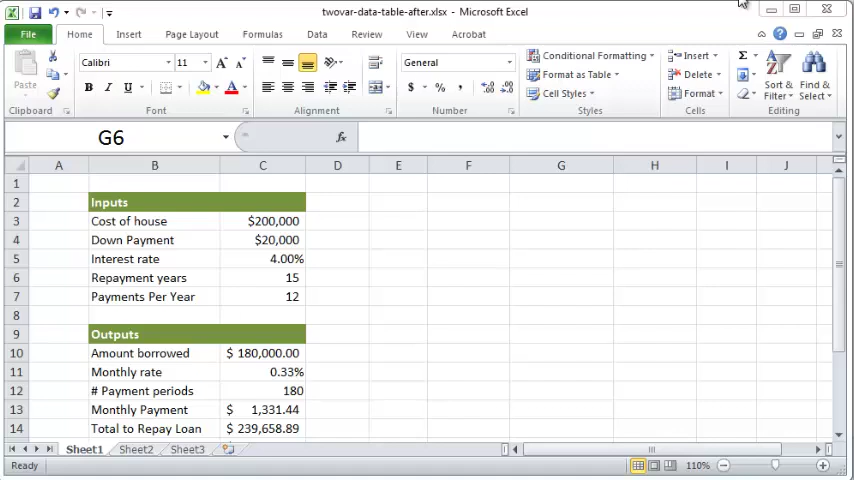 twovar-data-table-after.xlsx - Microsoft Excel
File Home Insert Page Layout Formulas Data Review View Acrobat
Calibri 11 General Conditional Formatting Insert
Paste B I U $ % , Format as Table Delete Sort & Filter Find & Select
Cell Styles Format
Clipboard Font Alignment Number Styles Cells Editing
G6 fx
A B C D E F G H I J
1
2 Inputs
3 Cost of house $200,000
4 Down Payment $20,000
5 Interest rate 4.00%
6 Repayment years 15
7 Payments Per Year 12
8
9 Outputs
10 Amount borrowed $ 180,000.00
11 Monthly rate 0.33%
12 # Payment periods 180
13 Monthly Payment $ 1,331.44
14 Total to Repay Loan $ 239,658.89
Sheet1 Sheet2 Sheet3
Ready 110%